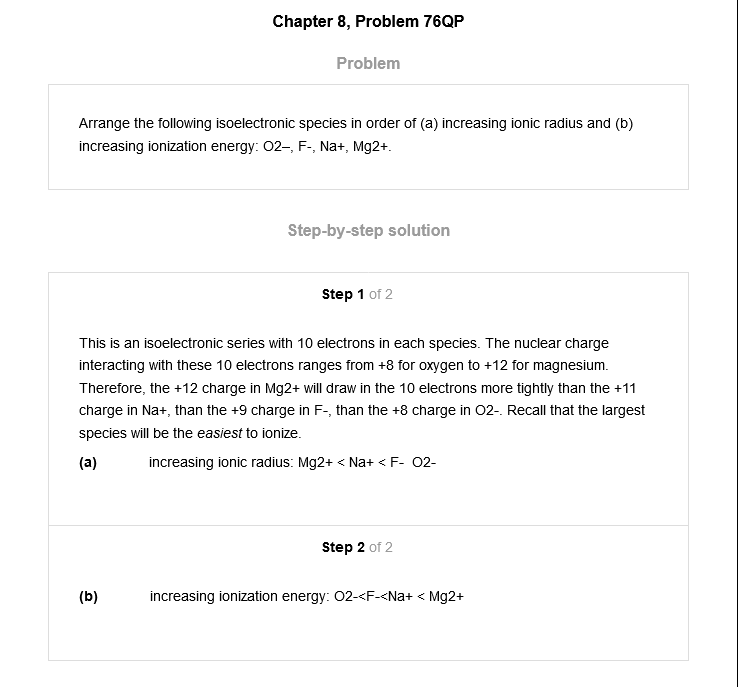 Chapter 8, Problem 76QP
Problem
Arrange the following isoelectronic species in order of (a) increasing ionic radius and (b)
increasing ionization energy: O2–, F-, Na+, Mg2+.
Step-by-step solution
Step 1 of 2
This is an isoelectronic series with 10 electrons in each species. The nuclear charge
interacting with these 10 electrons ranges from +8 for oxygen to +12 for magnesium.
Therefore, the +12 charge in Mg2+ will draw in the 10 electrons more tightly than the +11
charge in Na+, than the +9 charge in F-, than the +8 charge in O2-. Recall that the largest
species will be the easiest to ionize.
(a) increasing ionic radius: Mg2+ < Na+ < F- O2-
Step 2 of 2
(b) increasing ionization energy: O2-<F-<Na+ < Mg2+